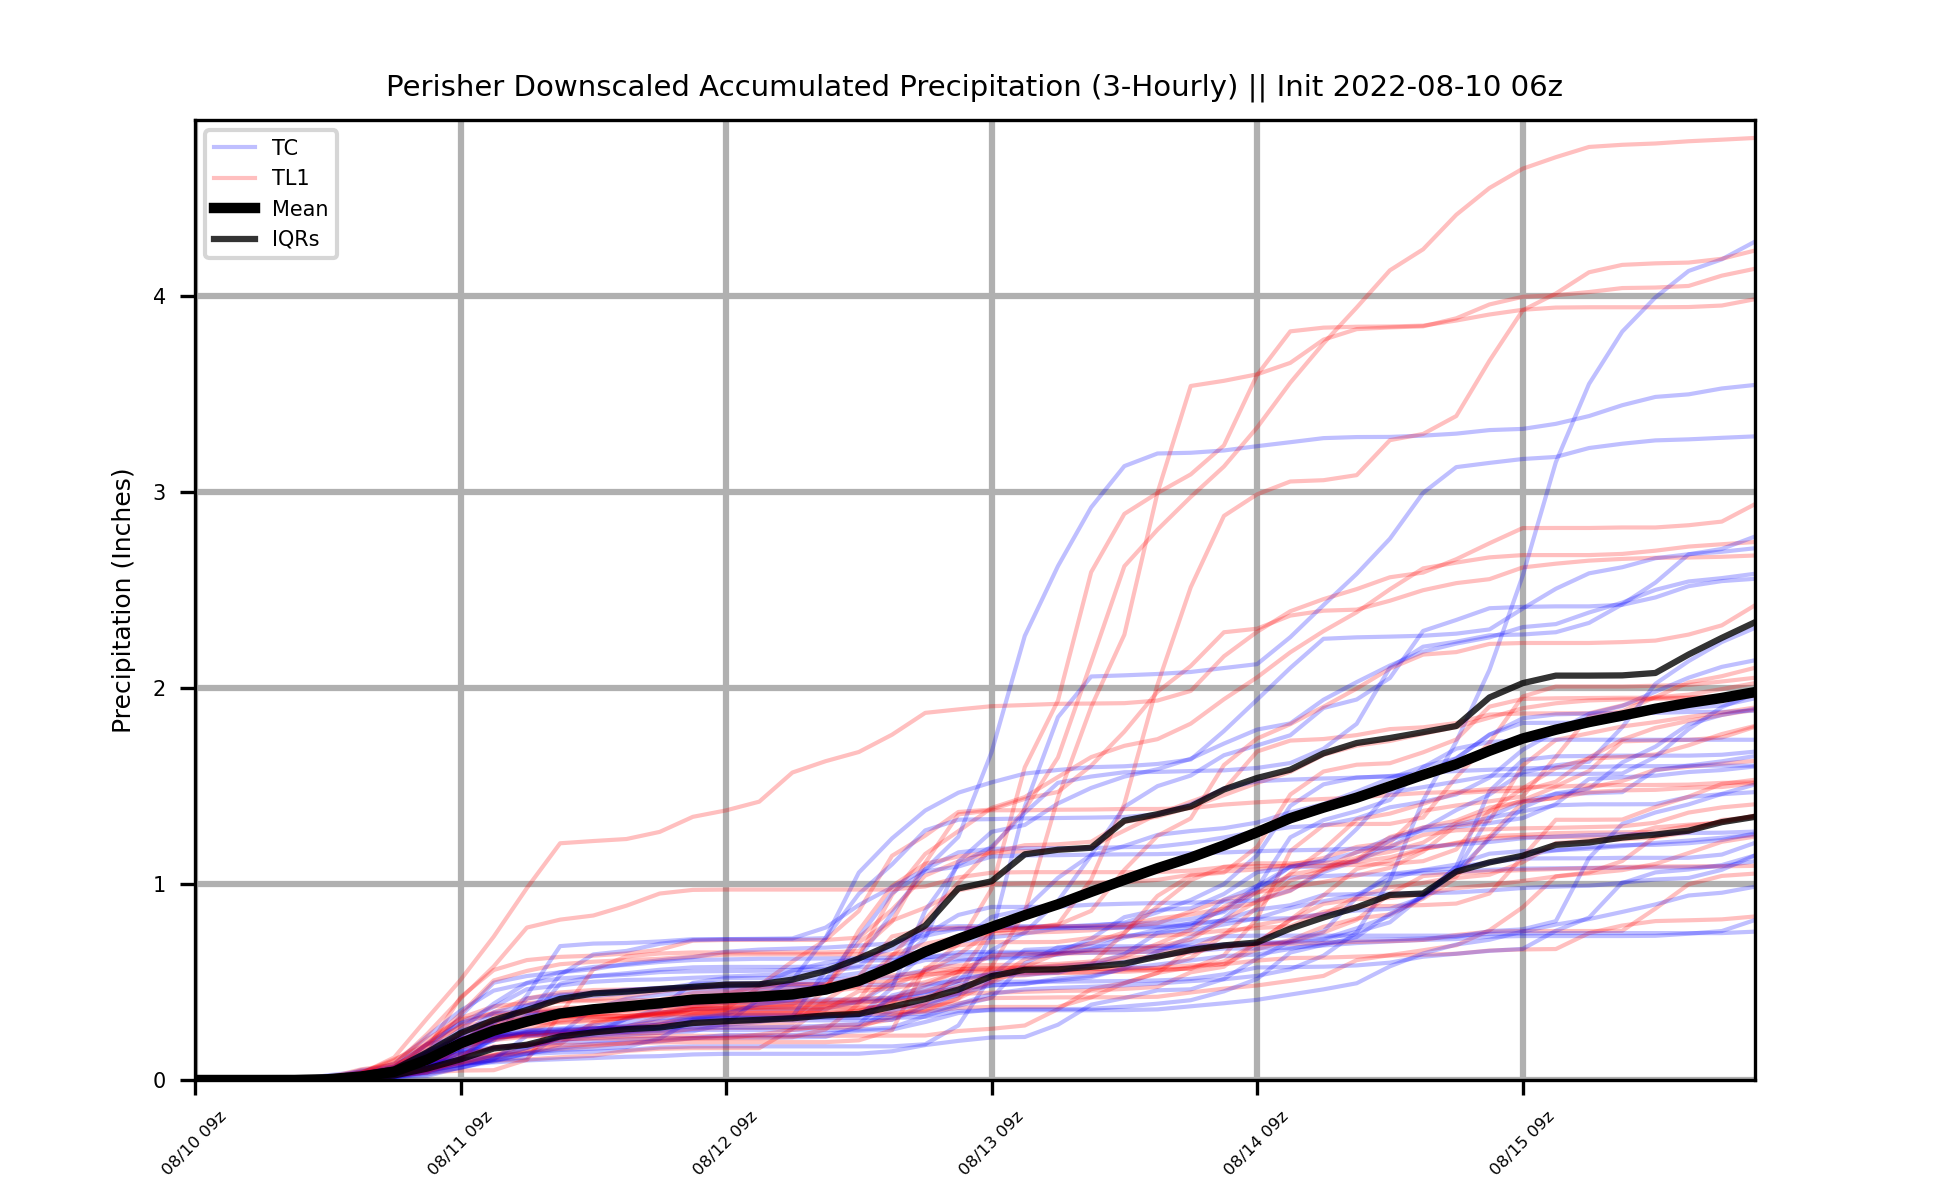 Perisher Downscaled Accumulated Precipitation (3-Hourly) || Init 2022-08-10 06z
TC
TL1
Mean
IQRs
Precipitation (Inches)
4
3
2
1
0
08/10 09z
08/11 09z
08/12 09z
08/13 09z
08/14 09z
08/15 09z